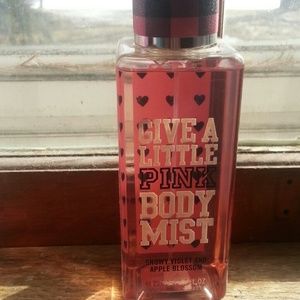 GIVE A
LITTLE
PINK
BODY
MIST
SNOWY VIOLET AND
APPLE BLOSSOM